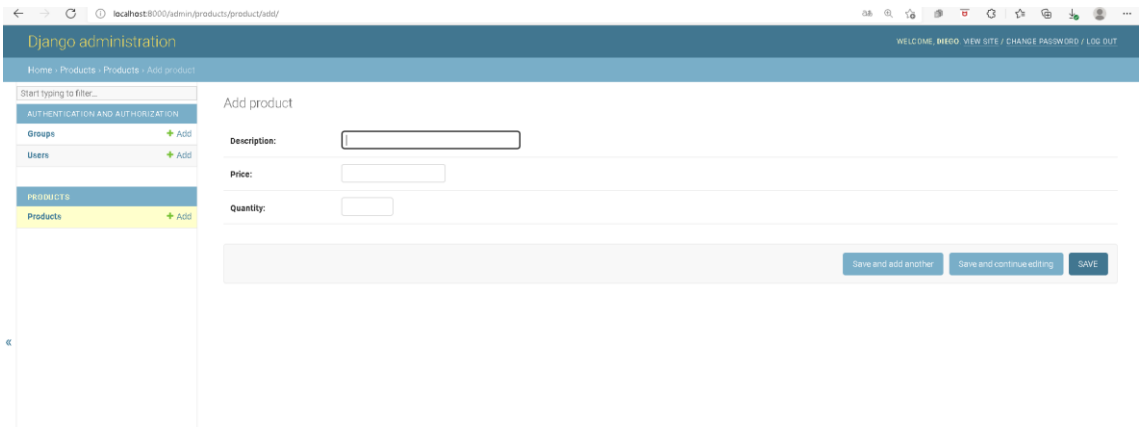 localhost:8000/admin/products/product/add/
Django administration
WELCOME, DIEGO. VIEW SITE / CHANGE PASSWORD / LOG OUT
Home › Products › Products › Add product
Start typing to filter...
AUTHENTICATION AND AUTHORIZATION
Groups + Add
Users + Add
PRODUCTS
Products + Add
Add product
Description:
Price:
Quantity:
Save and add another Save and continue editing SAVE
«